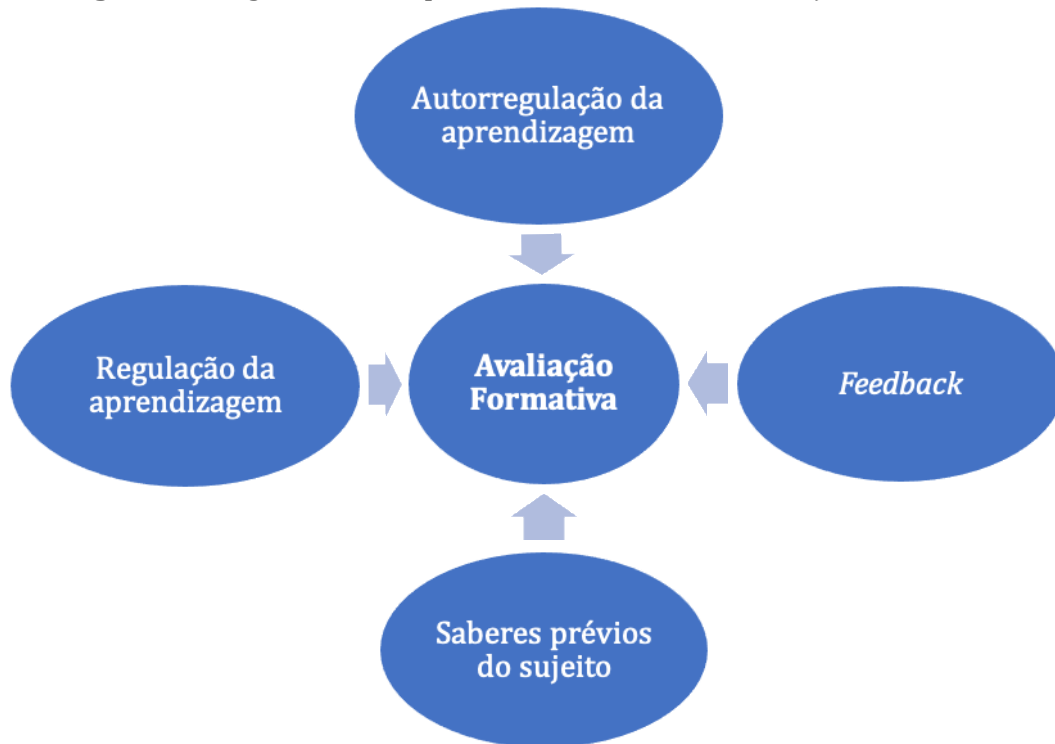 Autorregulação da
aprendizagem
Regulação da
aprendizagem
Avaliação
Formativa
Feedback
Saberes prévios
do sujeito